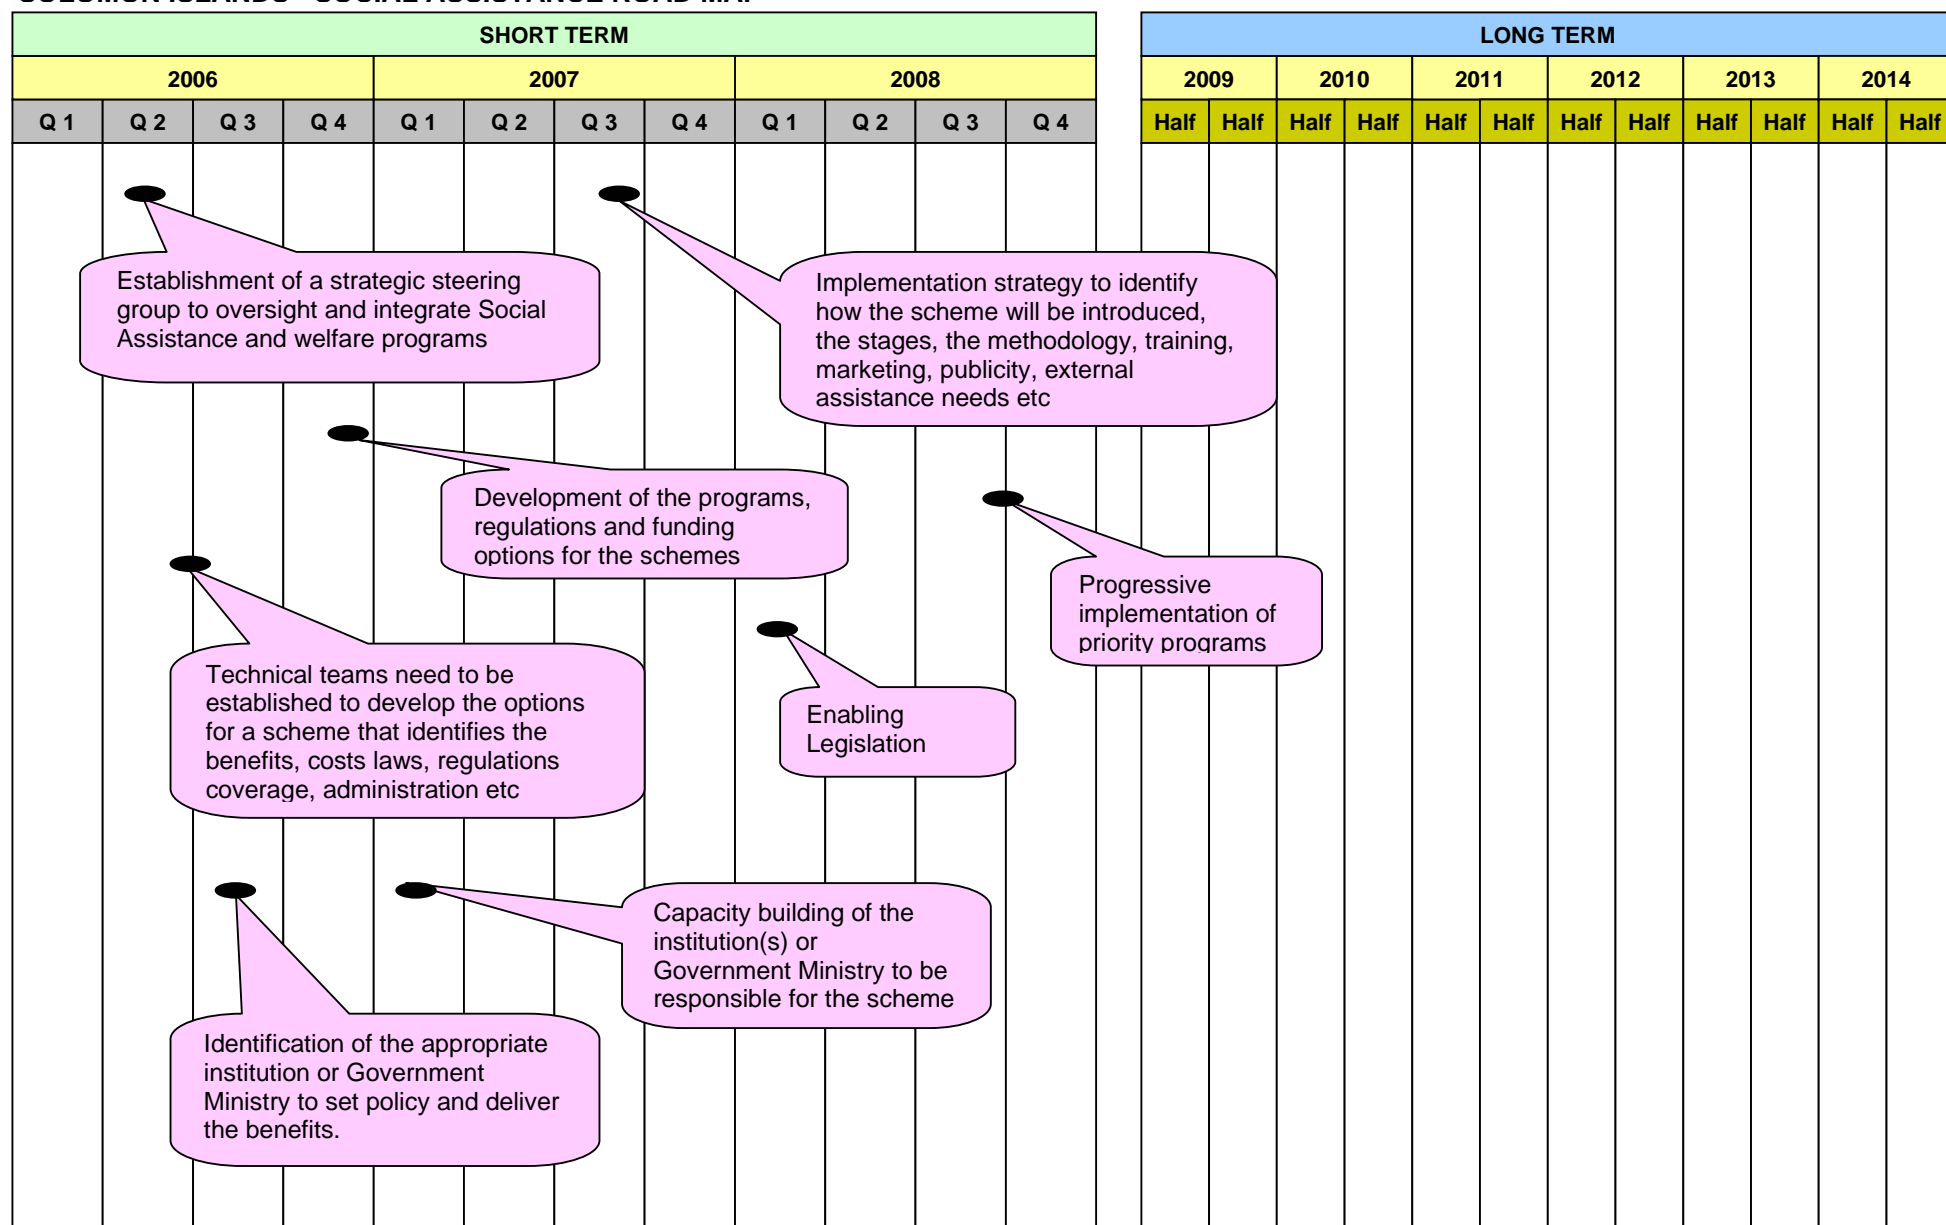 SOLOMON ISLANDS - SOCIAL ASSISTANCE ROAD MAP
SHORT TERM
LONG TERM
2006
2007
2008
2009
2010
2011
2012
2013
2014
Q 1
Q 2
Q 3
Q 4
Q 1
Q 2
Q 3
Q 4
Q 1
Q 2
Q 3
Q 4
Half
Half
Half
Half
Half
Half
Half
Half
Half
Half
Half
Half
Establishment of a strategic steering
group to oversight and integrate Social
Assistance and welfare programs
Implementation strategy to identify
how the scheme will be introduced,
the stages, the methodology, training,
marketing, publicity, external
assistance needs etc
Development of the programs,
regulations and funding
options for the schemes
Progressive
implementation of
priority programs
Technical teams need to be
established to develop the options
for a scheme that identifies the
benefits, costs laws, regulations
coverage, administration etc
Enabling
Legislation
Capacity building of the
institution(s) or
Government Ministry to be
responsible for the scheme
Identification of the appropriate
institution or Government
Ministry to set policy and deliver
the benefits.